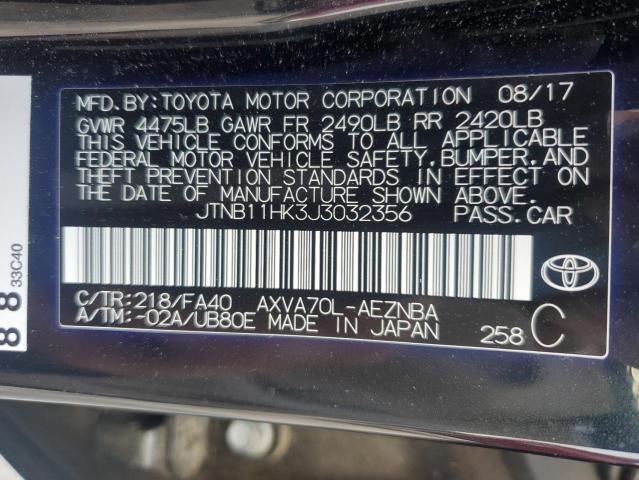 MFD.BY:TOYOTA MOTOR CORPORATION 08/17
GVWR 4475LB GAWR FR 2490LB RR 2420LB
THIS VEHICLE CONFORMS TO ALL APPLICABLE
FEDERAL MOTOR VEHICLE SAFETY,BUMPER,AND
THEFT PREVENTION STANDARDS IN EFFECT ON
THE DATE OF MANUFACTURE SHOWN ABOVE.
JTNB11HK3J3032356 PASS.CAR
C/TR:218/FA40 AXVA70L-AEZNBA
A/TM:-02A/UB80E MADE IN JAPAN 258 C
33C40
88